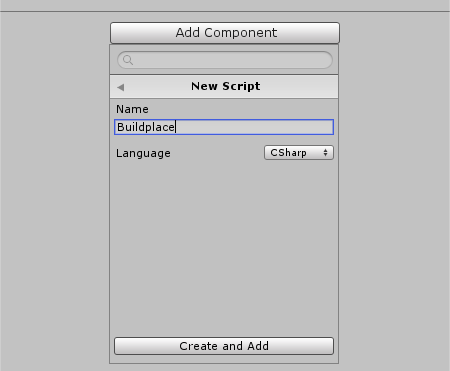 Add Component
New Script
Name
Buildplace
Language CSharp
Create and Add